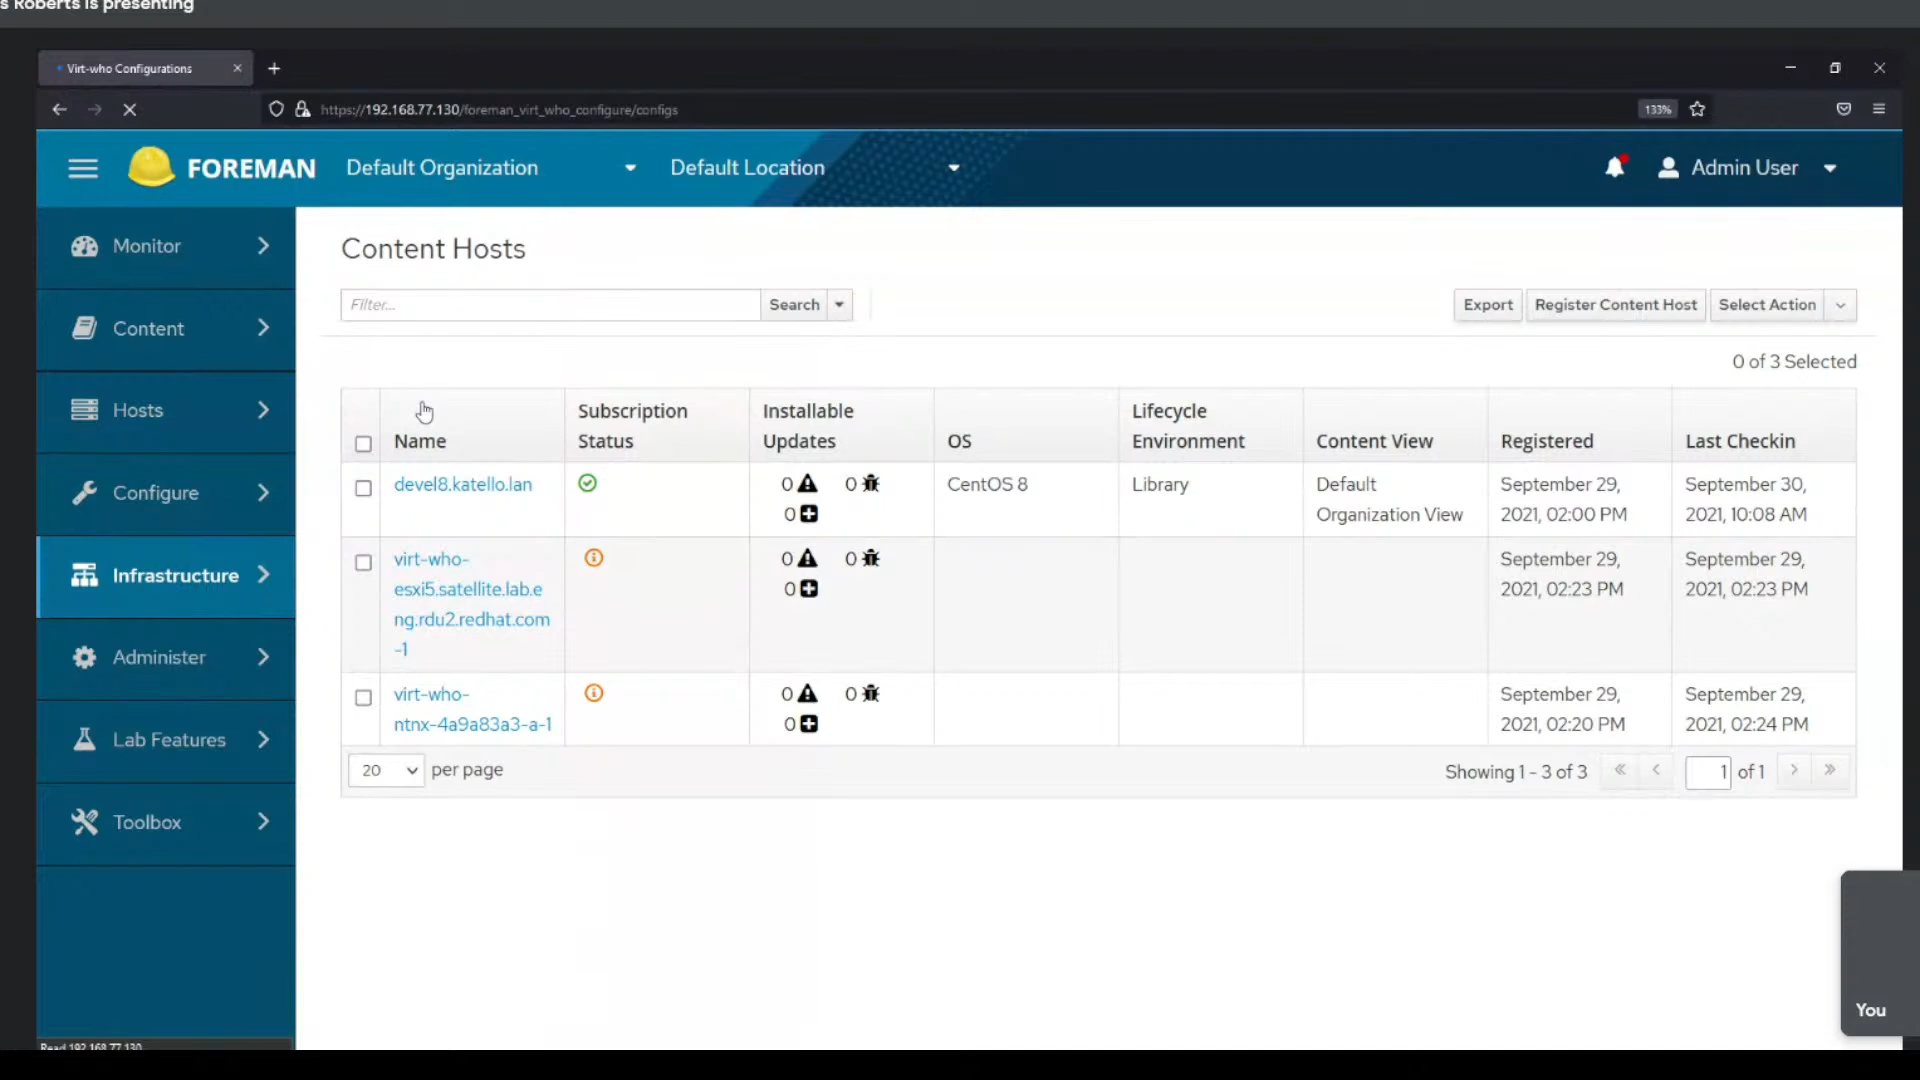 s Roberts is presenting
Virt-who Configurations
https://192.168.77.130/foreman_virt_who_configure/configs
133%
FOREMAN
Default Organization
Default Location
Admin User
Monitor
Content
Hosts
Configure
Infrastructure
Administer
Lab Features
Toolbox
Read 192.168.77.130
Content Hosts
Filter...
Search
Export
Register Content Host
Select Action
0 of 3 Selected
Name
Subscription
Status
Installable
Updates
OS
Lifecycle
Environment
Content View
Registered
Last Checkin
devel8.katello.lan
0 0
0
CentOS 8
Library
Default
Organization View
September 29,
2021, 02:00 PM
September 30,
2021, 10:08 AM
virt-who-
esxi5.satellite.lab.e
ng.rdu2.redhat.com
-1
0 0
0
September 29,
2021, 02:23 PM
September 29,
2021, 02:23 PM
virt-who-
ntnx-4a9a83a3-a-1
0 0
0
September 29,
2021, 02:20 PM
September 29,
2021, 02:24 PM
20 per page
Showing 1 - 3 of 3
1 of 1
You